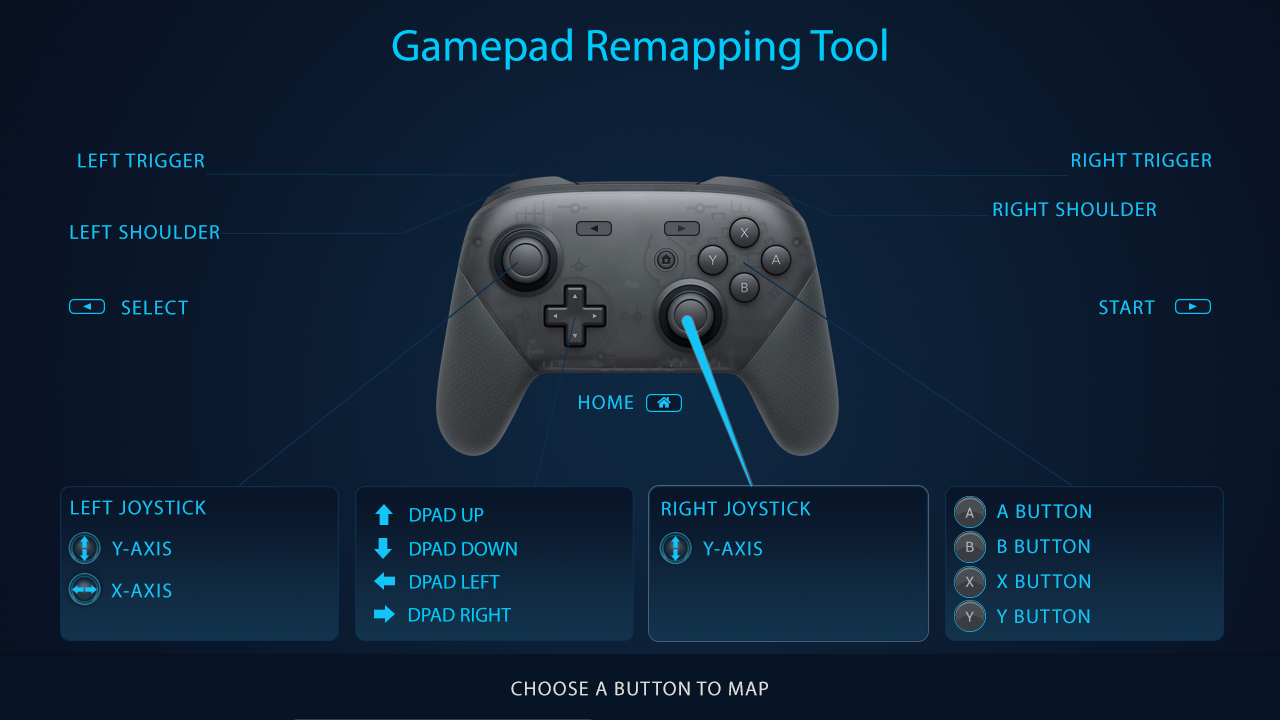 Gamepad Remapping Tool
LEFT TRIGGER
RIGHT TRIGGER
LEFT SHOULDER
RIGHT SHOULDER
X
Y
A
B
SELECT
START
HOME
LEFT JOYSTICK
Y-AXIS
X-AXIS
DPAD UP
DPAD DOWN
DPAD LEFT
DPAD RIGHT
RIGHT JOYSTICK
Y-AXIS
A A BUTTON
B B BUTTON
X X BUTTON
Y Y BUTTON
CHOOSE A BUTTON TO MAP